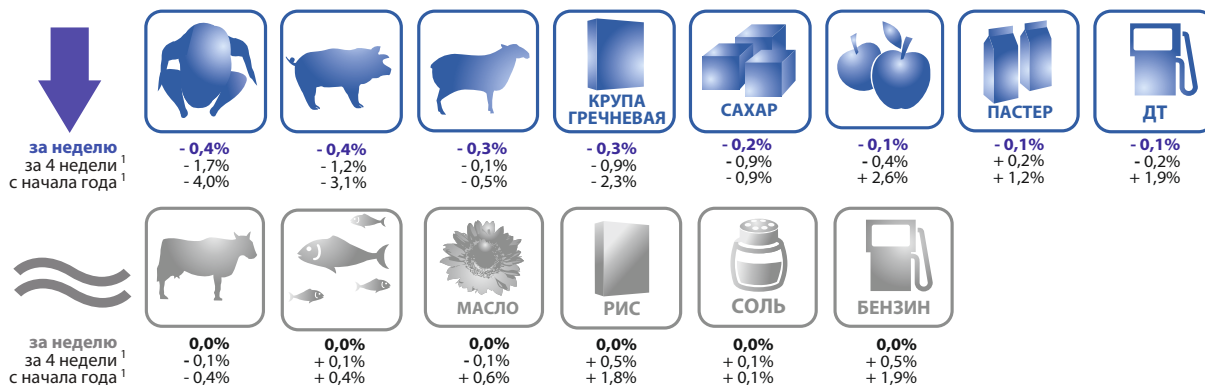 КРУПА
ГРЕЧНЕВАЯ
САХАР
ПАСТЕР
ДТ
за неделю - 0,4% - 0,4% - 0,3% - 0,3% - 0,2% - 0,1% - 0,1% - 0,1%
за 4 недели 1 - 1,7% - 1,2% - 0,1% - 0,9% - 0,9% - 0,4% + 0,2% - 0,2%
с начала года 1 - 4,0% - 3,1% - 0,5% - 2,3% - 0,9% + 2,6% + 1,2% + 1,9%
МАСЛО
РИС
СОЛЬ
БЕНЗИН
за неделю 0,0% 0,0% 0,0% 0,0% 0,0% 0,0%
за 4 недели 1 - 0,1% + 0,1% - 0,1% + 0,5% + 0,1% + 0,5%
с начала года 1 - 0,4% + 0,4% + 0,6% + 1,8% + 0,1% + 1,9%